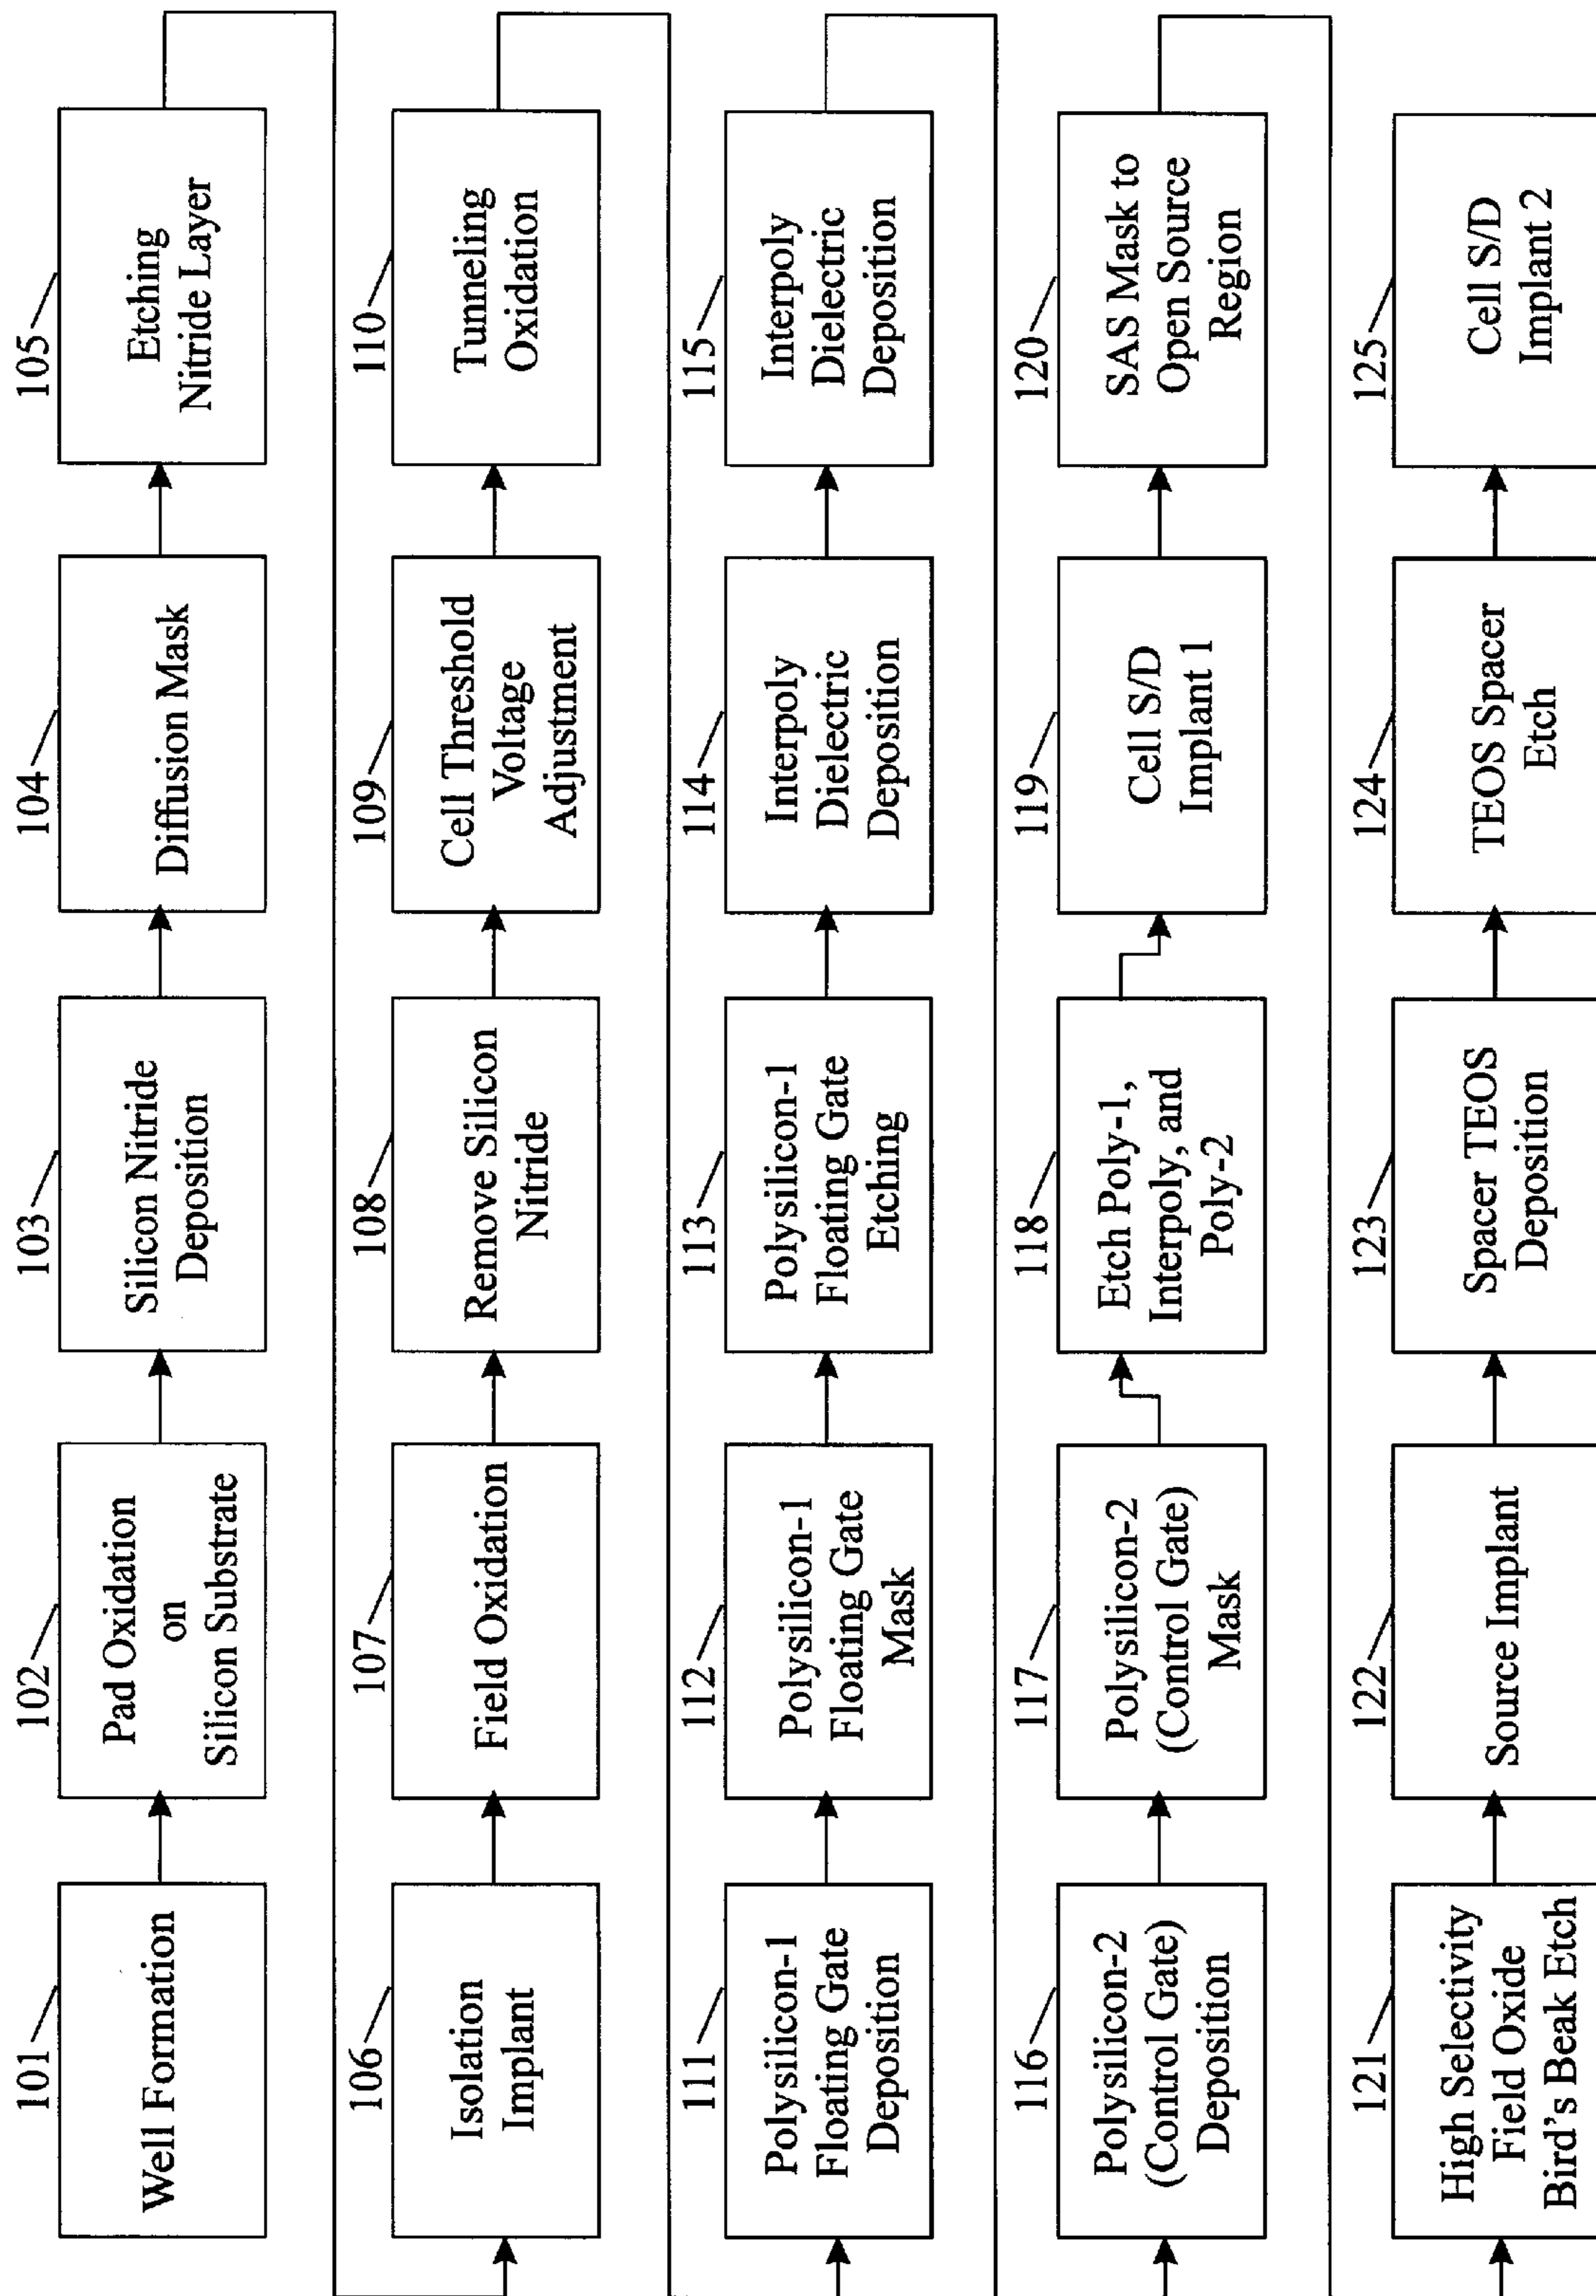 101
Well Formation
102
Pad Oxidation
on
Silicon Substrate
103
Silicon Nitride
Deposition
104
Diffusion Mask
105
Etching
Nitride Layer
106
Isolation
Implant
107
Field Oxidation
108
Remove Silicon
Nitride
109
Cell Threshold
Voltage
Adjustment
110
Tunneling
Oxidation
111
Polysilicon-1
Floating Gate
Deposition
112
Polysilicon-1
Floating Gate
Mask
113
Polysilicon-1
Floating Gate
Etching
114
Interpoly
Dielectric
Deposition
115
Interpoly
Dielectric
Deposition
116
Polysilicon-2
(Control Gate)
Deposition
117
Polysilicon-2
(Control Gate)
Mask
118
Etch Poly-1,
Interpoly, and
Poly-2
119
Cell S/D
Implant 1
120
SAS Mask to
Open Source
Region
121
High Selectivity
Field Oxide
Bird's Beak Etch
122
Source Implant
123
Spacer TEOS
Deposition
124
TEOS Spacer
Etch
125
Cell S/D
Implant 2